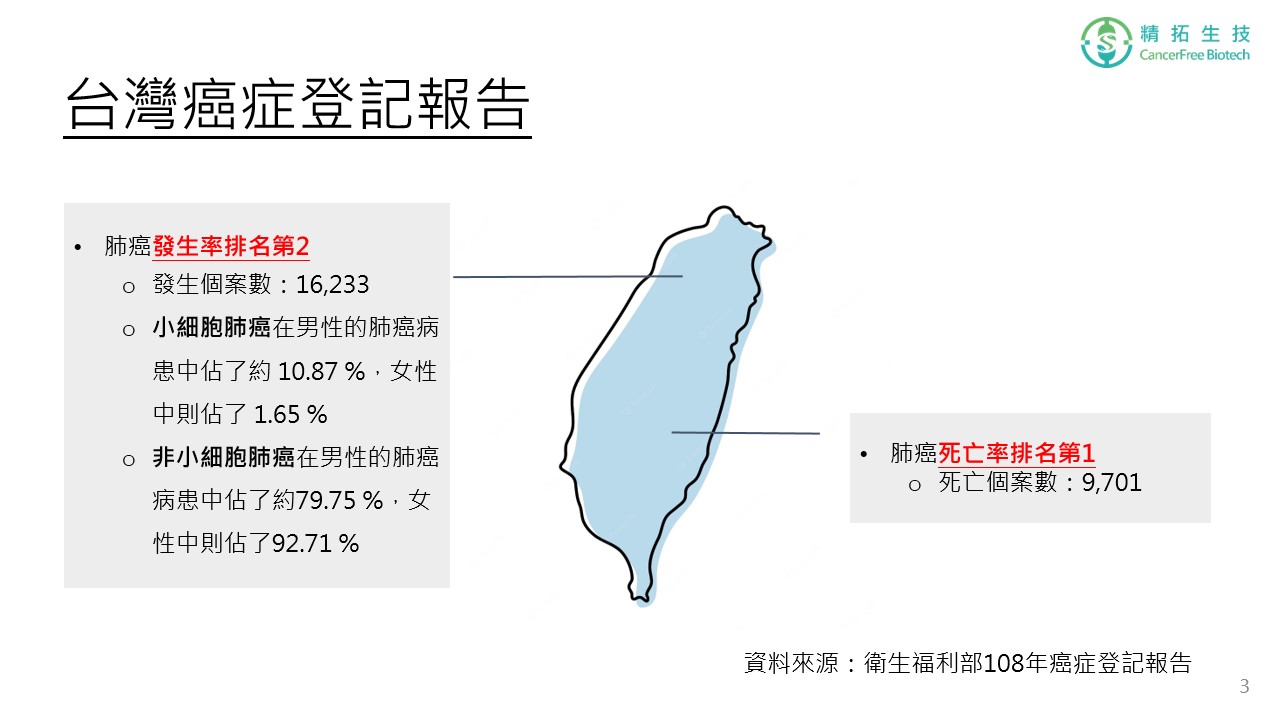 精拓生技
CancerFree Biotech
台灣癌症登記報告
• 肺癌發生率排名第2
o 發生個案數：16,233
o 小細胞肺癌在男性的肺癌病
患中佔了約 10.87 %，女性
中則佔了 1.65 %
o 非小細胞肺癌在男性的肺癌
病患中佔了約79.75 %，女
性中則佔了92.71 %
• 肺癌死亡率排名第1
o 死亡個案數：9,701
資料來源：衛生福利部108年癌症登記報告
3